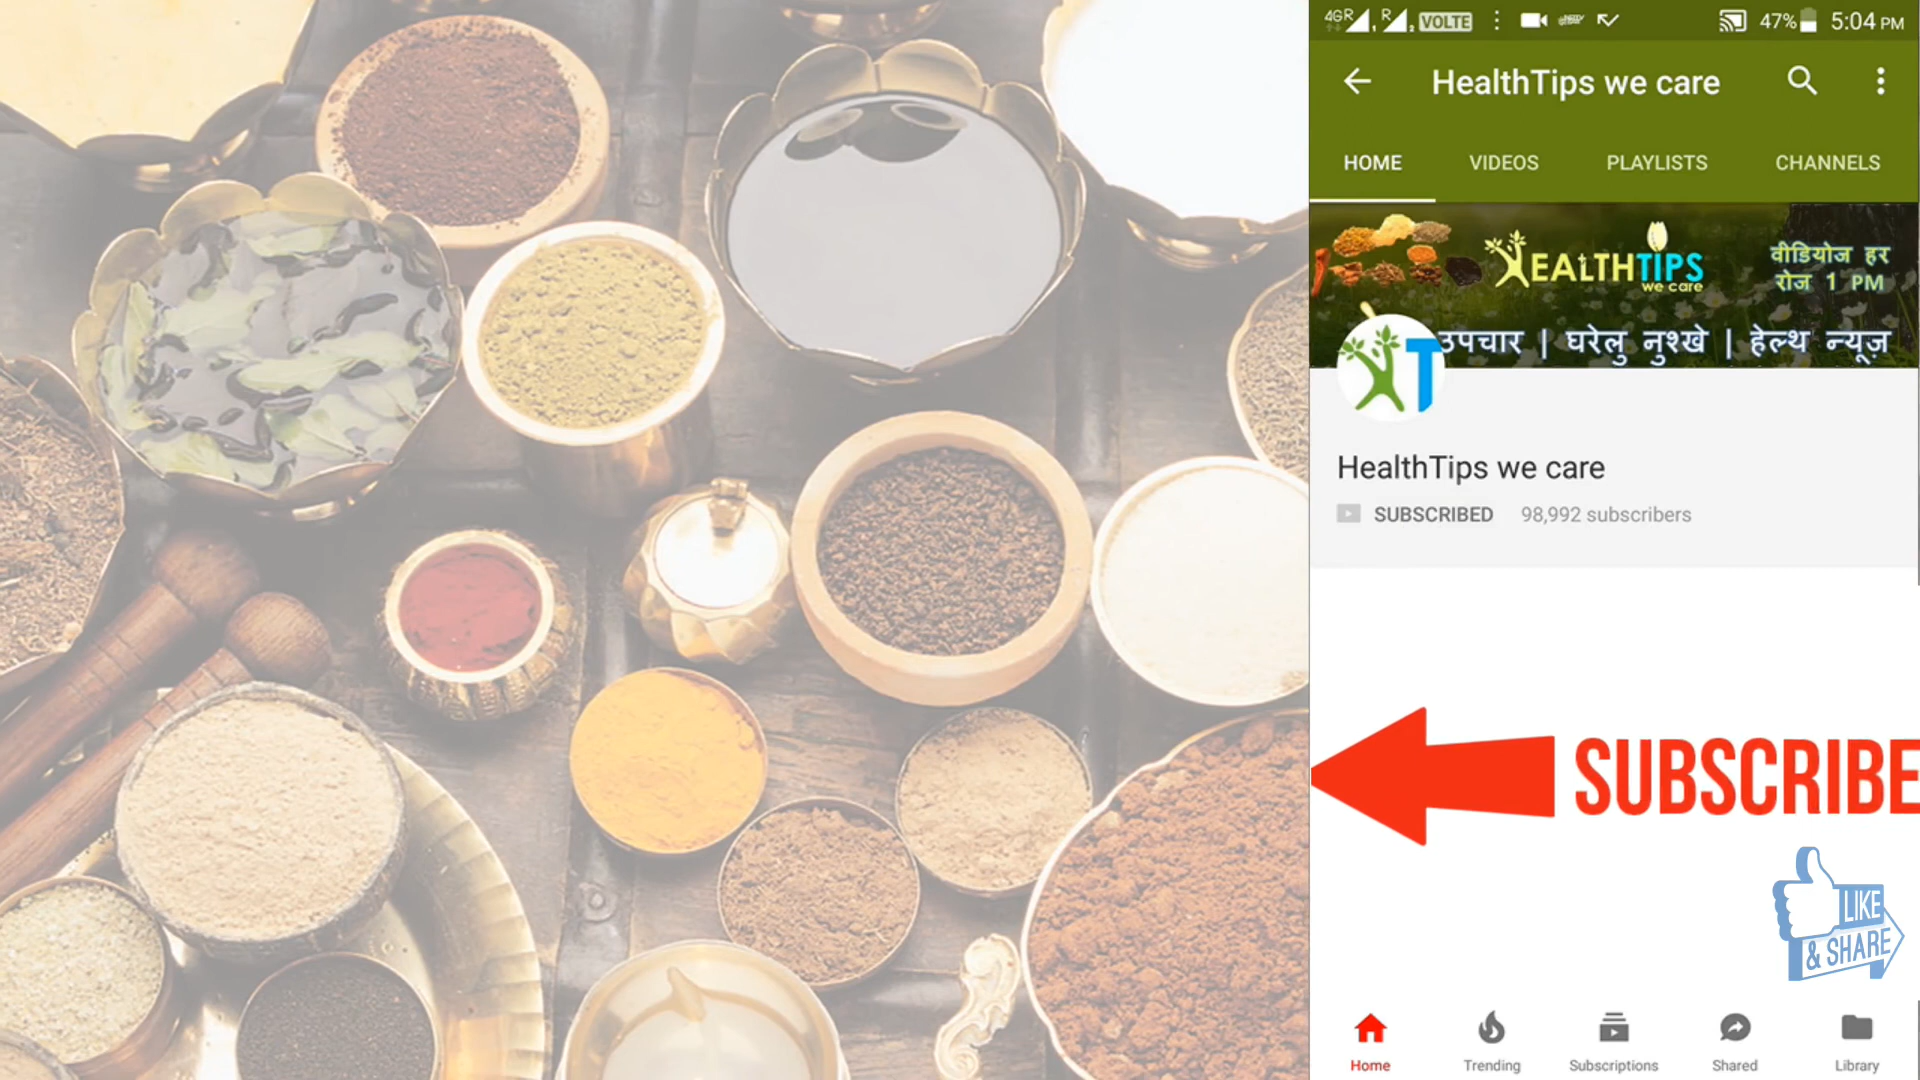 4G R R VOLTE 47% 5:04 PM
HealthTips we care
HOME VIDEOS PLAYLISTS CHANNELS
HEALTHTIPS
we care
वीडियोज हर
रोज 1 PM
उपचार | घरेलु नुश्खे | हेल्थ न्यूज़
T
HealthTips we care
SUBSCRIBED 98,992 subscribers
SUBSCRIBE
LIKE
& SHARE
Home Trending Subscriptions Shared Library